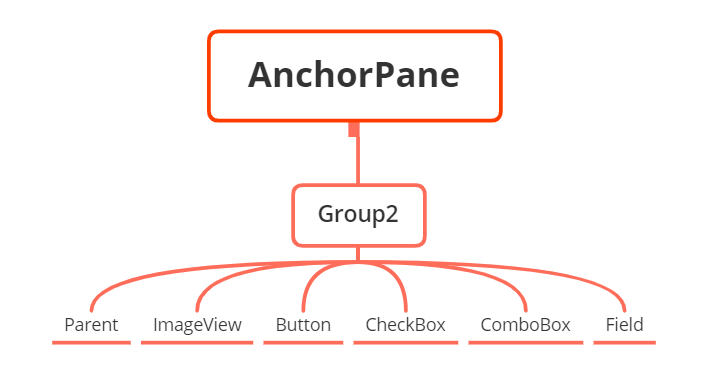 AnchorPane
Group2
Parent ImageView Button CheckBox ComboBox Field